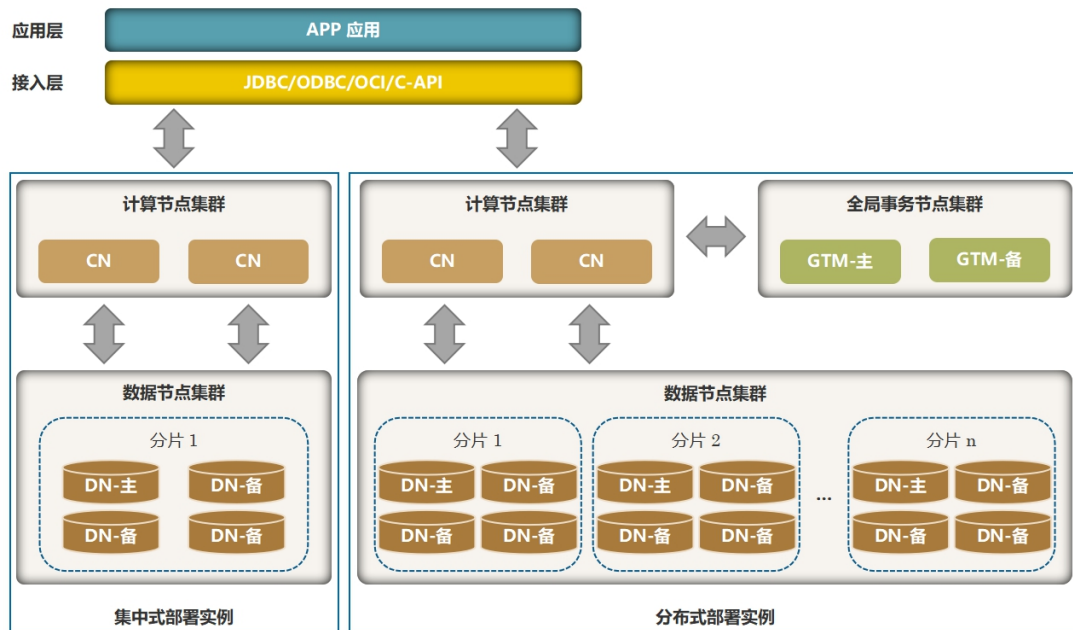 应用层
APP 应用
接入层
JDBC/ODBC/OCI/C-API
计算节点集群
CN
CN
数据节点集群
分片 1
DN-主
DN-备
DN-备
DN-备
集中式部署实例
计算节点集群
CN
CN
全局事务节点集群
GTM-主
GTM-备
数据节点集群
分片 1
DN-主
DN-备
DN-备
DN-备
分片 2
DN-主
DN-备
DN-备
DN-备
...
分片 n
DN-主
DN-备
DN-备
DN-备
分布式部署实例